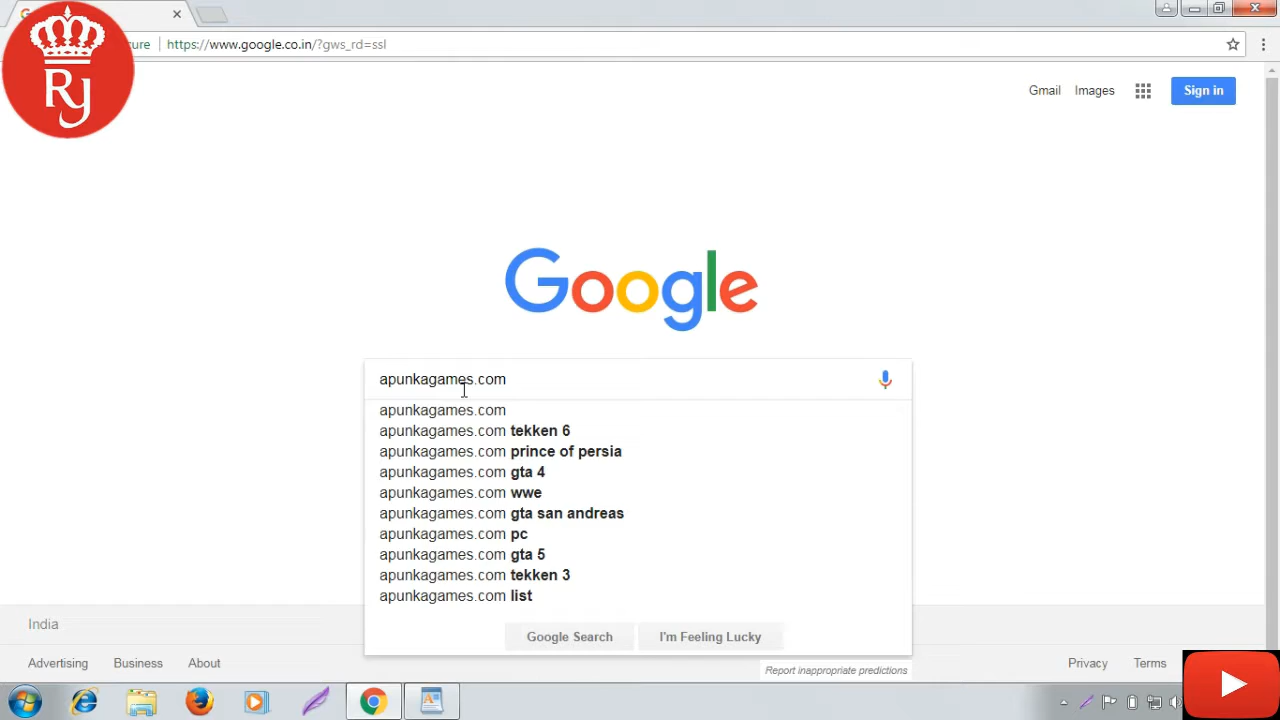 RJ
ure https://www.google.co.in/?gws_rd=ssl
Gmail Images Sign in
Google
apunkagames.com
apunkagames.com
apunkagames.com tekken 6
apunkagames.com prince of persia
apunkagames.com gta 4
apunkagames.com wwe
apunkagames.com gta san andreas
apunkagames.com pc
apunkagames.com gta 5
apunkagames.com tekken 3
apunkagames.com list
India
Google Search I'm Feeling Lucky
Advertising Business About Privacy Terms
Report inappropriate predictions